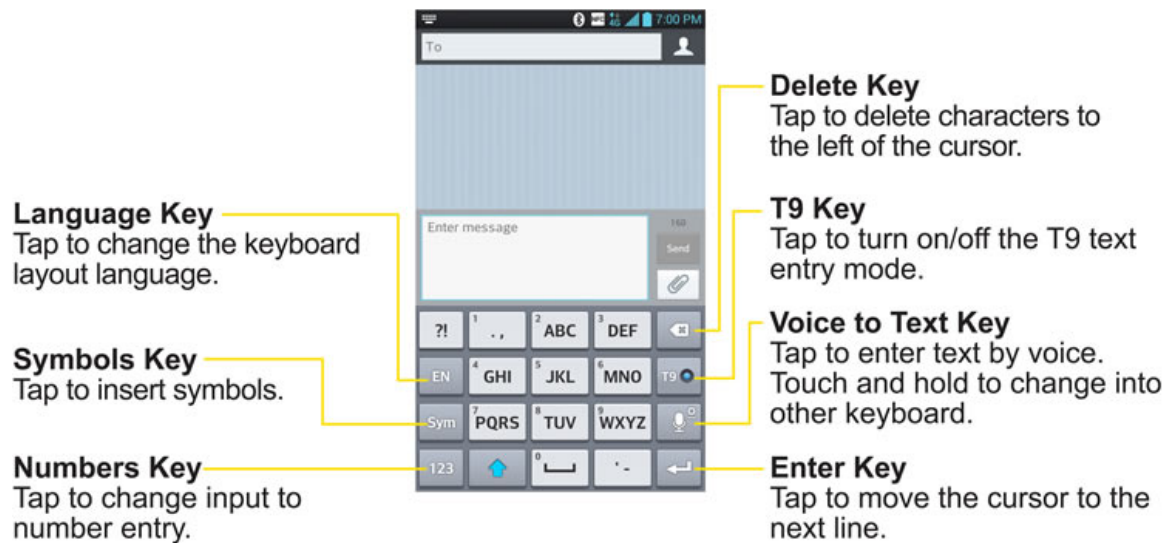 NFC 4G 7:00 PM
To
Delete Key
Tap to delete characters to
the left of the cursor.
Language Key
Tap to change the keyboard
layout language.
Enter message
160
Send
T9 Key
Tap to turn on/off the T9 text
entry mode.
?!
1 . ,
2 ABC
3 DEF
Voice to Text Key
Tap to enter text by voice.
Touch and hold to change into
other keyboard.
Symbols Key
Tap to insert symbols.
EN
4 GHI
5 JKL
6 MNO
T9
Sym
7 PQRS
8 TUV
9 WXYZ
Numbers Key
Tap to change input to
number entry.
123
0
' -
Enter Key
Tap to move the cursor to the
next line.